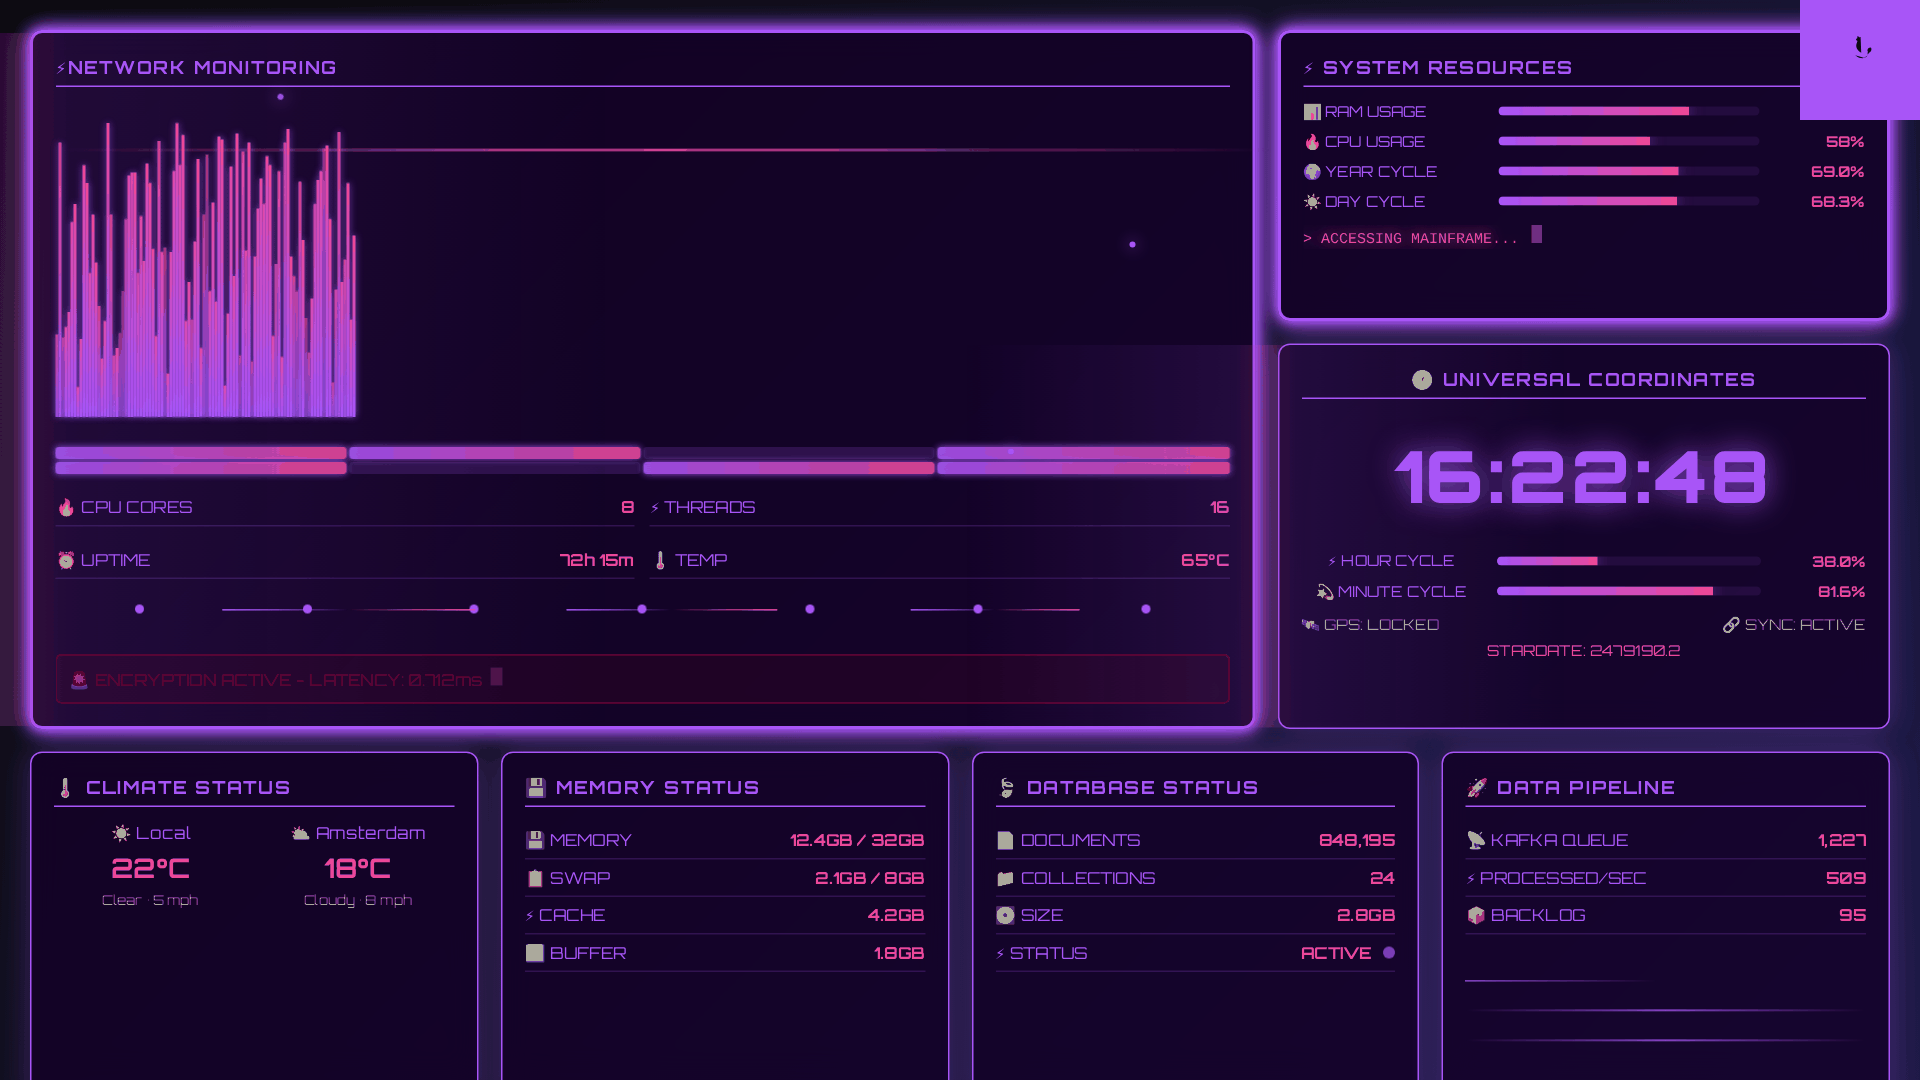 NETWORK MONITORING
SYSTEM RESOURCES
RAM USAGE
CPU USAGE 58%
YEAR CYCLE 69.0%
DAY CYCLE 68.3%
> ACCESSING MAINFRAME...
UNIVERSAL COORDINATES
16:22:48
HOUR CYCLE 38.0%
MINUTE CYCLE 81.6%
GPS: LOCKED SYNC: ACTIVE
STARDATE: 2479190.2
CPU CORES 8 THREADS 16
UPTIME 72h 15m TEMP 65°C
ENCRYPTION ACTIVE - LATENCY: 0.712ms
CLIMATE STATUS
Local Amsterdam
22°C 18°C
Clear · 5 mph Cloudy · 8 mph
MEMORY STATUS
MEMORY 12.4GB / 32GB
SWAP 2.1GB / 8GB
CACHE 4.2GB
BUFFER 1.8GB
DATABASE STATUS
DOCUMENTS 848,195
COLLECTIONS 24
SIZE 2.8GB
STATUS ACTIVE
DATA PIPELINE
KAFKA QUEUE 1,227
PROCESSED/SEC 509
BACKLOG 95